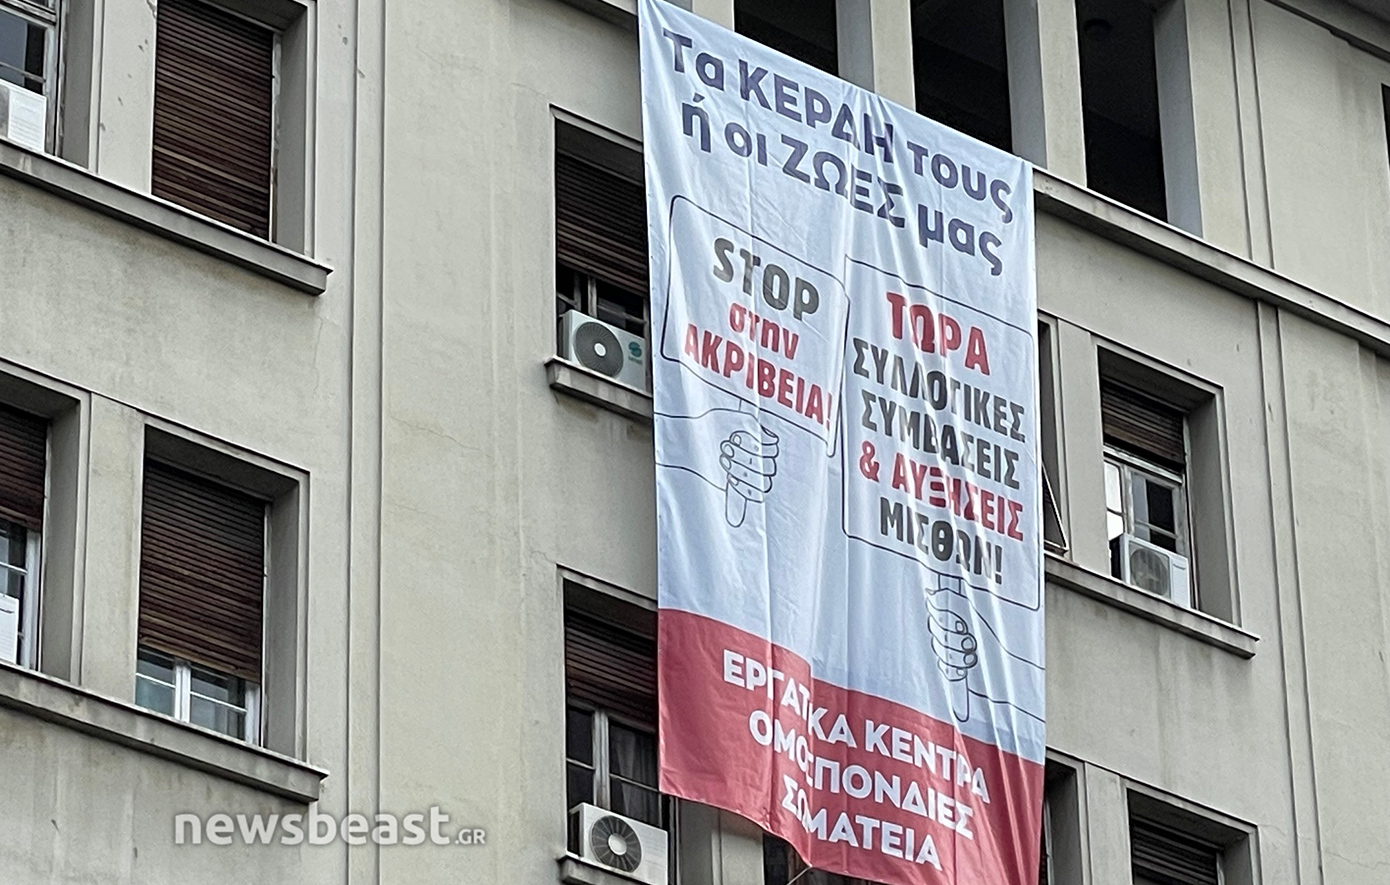 Τα ΚΕΡΔΗ τους
ή οι ΖΩΕΣ μας
STOP
στην
ΑΚΡΙΒΕΙΑ!
ΤΩΡΑ
ΣΥΛΛΟΓΙΚΕΣ
ΣΥΜΒΑΣΕΙΣ
& ΑΥΞΗΣΕΙΣ
ΜΙΣΘΩΝ!
ΕΡΓΑΤΙΚΑ ΚΕΝΤΡΑ
ΟΜΟΣΠΟΝΔΙΕΣ
ΣΩΜΑΤΕΙΑ
newsbeast.GR